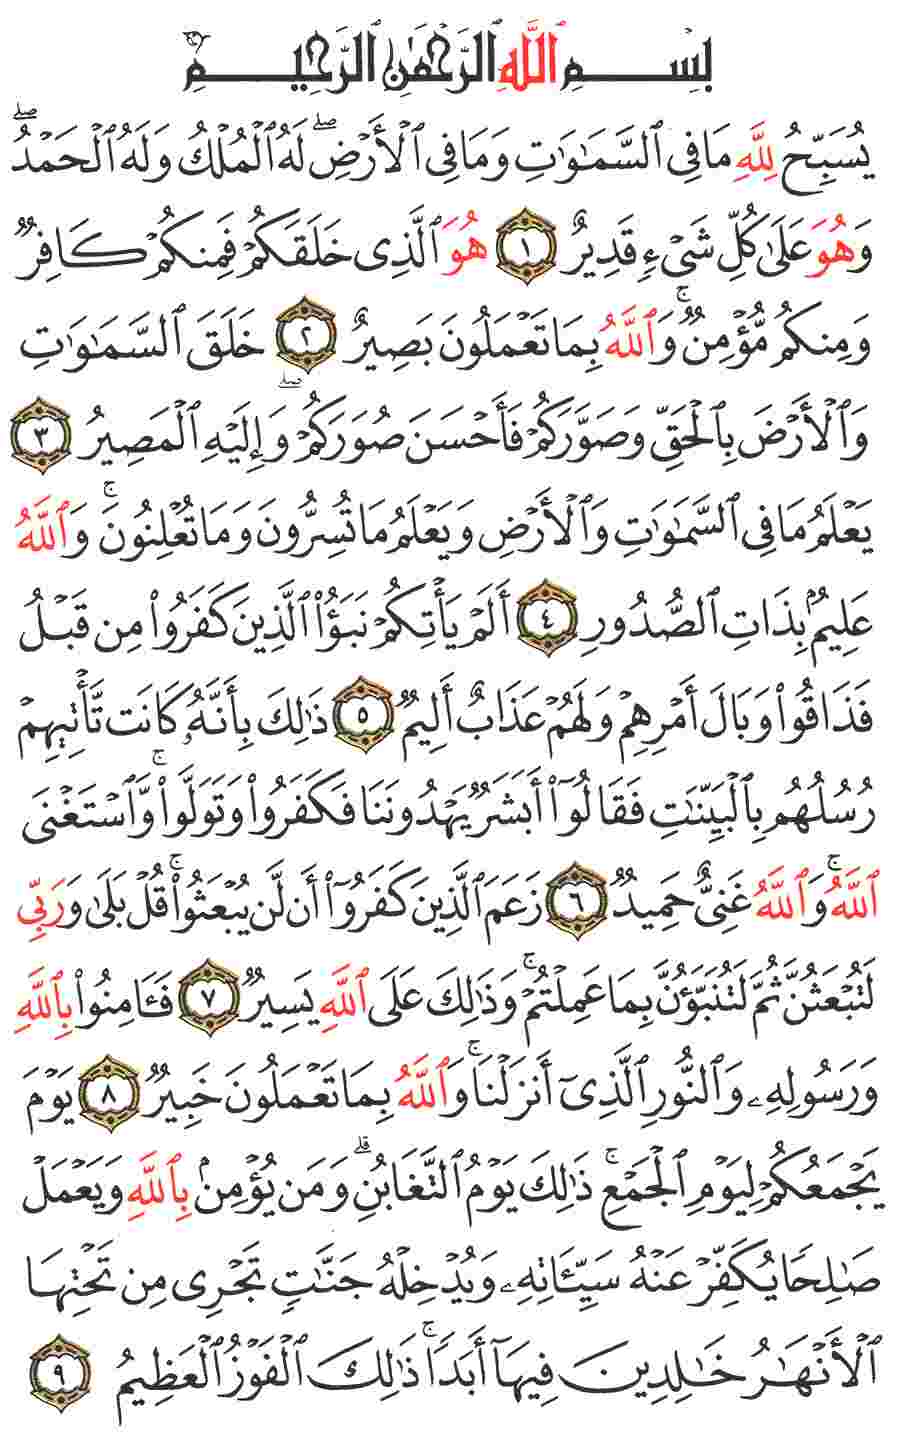 بِسْمِ ٱللَّهِ ٱلرَّحْمَٰنِ ٱلرَّحِيمِ
يُسَبِّحُ لِلَّهِ مَا فِى ٱلسَّمَٰوَٰتِ وَمَا فِى ٱلْأَرْضِۖ لَهُ ٱلْمُلْكُ وَلَهُ ٱلْحَمْدُۖ
وَهُوَ عَلَىٰ كُلِّ شَىْءٍ قَدِيرٌ ١ هُوَ ٱلَّذِى خَلَقَكُمْ فَمِنكُمْ كَافِرٌ
وَمِنكُم مُّؤْمِنٌۚ وَٱللَّهُ بِمَا تَعْمَلُونَ بَصِيرٌ ٢ خَلَقَ ٱلسَّمَٰوَٰتِ
وَٱلْأَرْضَ بِٱلْحَقِّ وَصَوَّرَكُمْ فَأَحْسَنَ صُوَرَكُمْۖ وَإِلَيْهِ ٱلْمَصِيرُ ٣
يَعْلَمُ مَا فِى ٱلسَّمَٰوَٰتِ وَٱلْأَرْضِ وَيَعْلَمُ مَا تُسِرُّونَ وَمَا تُعْلِنُونَۚ وَٱللَّهُ
عَلِيمٌۢ بِذَاتِ ٱلصُّدُورِ ٤ أَلَمْ يَأْتِكُمْ نَبَؤُا۟ ٱلَّذِينَ كَفَرُوا۟ مِن قَبْلُ
فَذَاقُوا۟ وَبَالَ أَمْرِهِمْ وَلَهُمْ عَذَابٌ أَلِيمٌ ٥ ذَٰلِكَ بِأَنَّهُۥ كَانَت تَّأْتِيهِمْ
رُسُلُهُم بِٱلْبَيِّنَٰتِ فَقَالُوٓا۟ أَبَشَرٌ يَهْدُونَنَا فَكَفَرُوا۟ وَتَوَلَّوا۟ۚ وَّٱسْتَغْنَى
ٱللَّهُۚ وَٱللَّهُ غَنِىٌّ حَمِيدٌ ٦ زَعَمَ ٱلَّذِينَ كَفَرُوٓا۟ أَن لَّن يُبْعَثُوا۟ۚ قُلْ بَلَىٰ وَرَبِّى
لَتُبْعَثُنَّ ثُمَّ لَتُنَبَّؤُنَّ بِمَا عَمِلْتُمْۚ وَذَٰلِكَ عَلَى ٱللَّهِ يَسِيرٌ ٧ فَـَٔامِنُوا۟ بِٱللَّهِ
وَرَسُولِهِۦ وَٱلنُّورِ ٱلَّذِىٓ أَنزَلْنَاۚ وَٱللَّهُ بِمَا تَعْمَلُونَ خَبِيرٌ ٨ يَوْمَ
يَجْمَعُكُمْ لِيَوْمِ ٱلْجَمْعِۖ ذَٰلِكَ يَوْمُ ٱلتَّغَابُنِۗ وَمَن يُؤْمِنۢ بِٱللَّهِ وَيَعْمَلْ
صَٰلِحًا يُكَفِّرْ عَنْهُ سَيِّـَٔاتِهِۦ وَيُدْخِلْهُ جَنَّٰتٍ تَجْرِى مِن تَحْتِهَا
ٱلْأَنْهَٰرُ خَٰلِدِينَ فِيهَآ أَبَدًاۚ ذَٰلِكَ ٱلْفَوْزُ ٱلْعَظِيمُ ٩